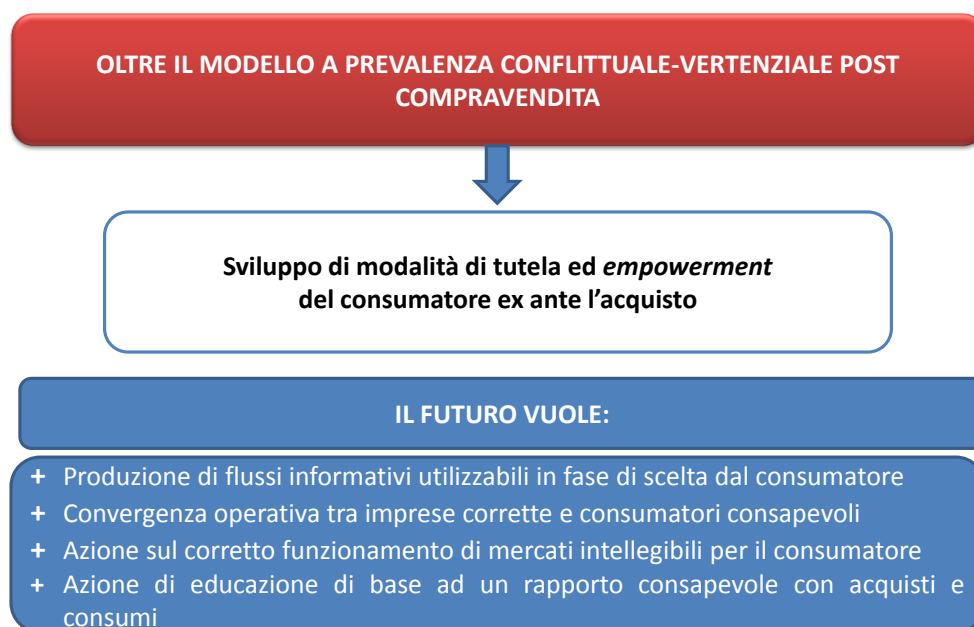 OLTRE IL MODELLO A PREVALENZA CONFLITTUALE-VERTENZIALE POST
COMPRAVENDITA
Sviluppo di modalità di tutela ed empowerment
del consumatore ex ante l’acquisto
IL FUTURO VUOLE:
+ Produzione di flussi informativi utilizzabili in fase di scelta dal consumatore
+ Convergenza operativa tra imprese corrette e consumatori consapevoli
+ Azione sul corretto funzionamento di mercati intellegibili per il consumatore
+ Azione di educazione di base ad un rapporto consapevole con acquisti e
consumi